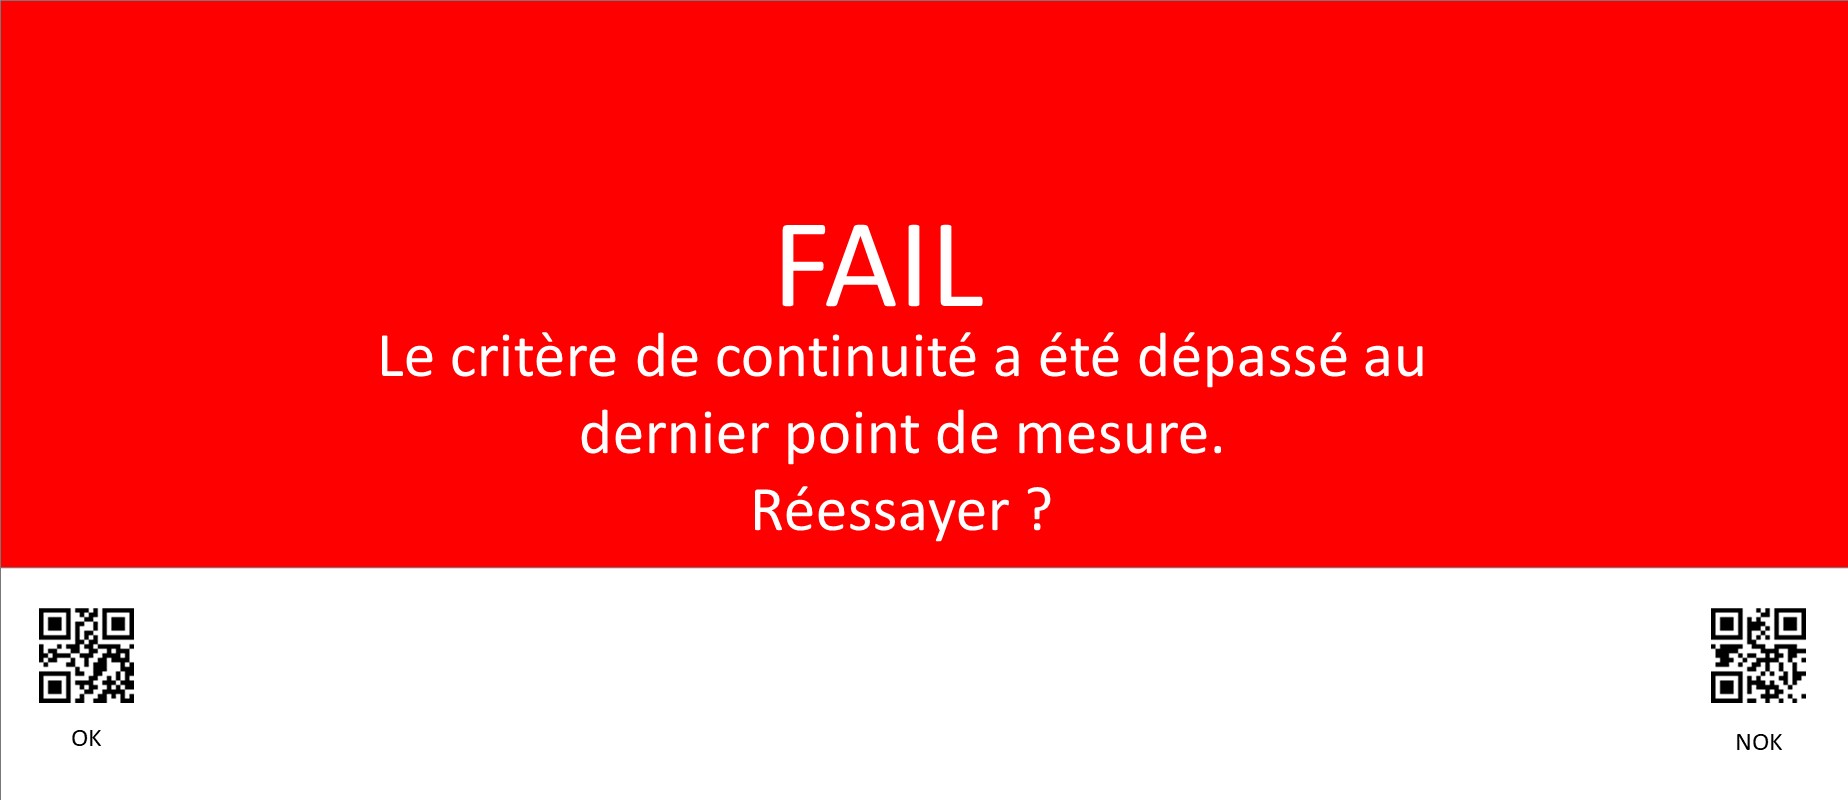 FAIL
Le critère de continuité a été dépassé au
dernier point de mesure.
Réessayer ?
OK
NOK